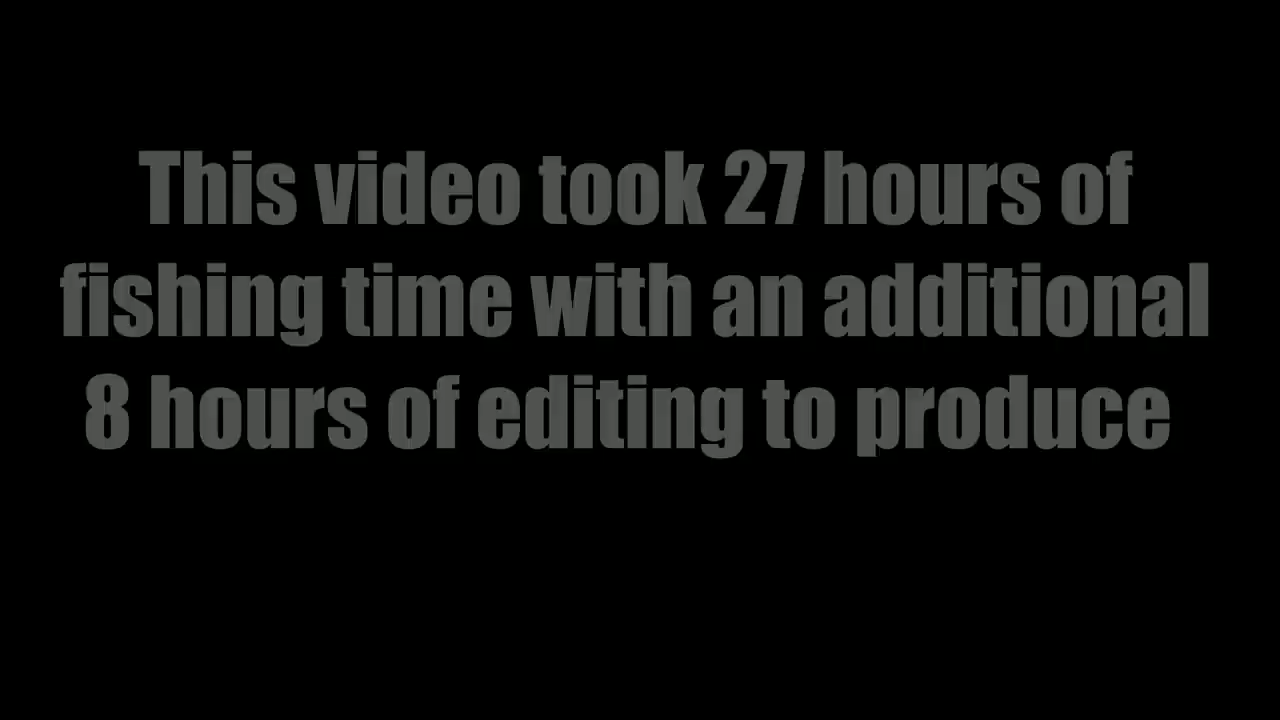 This video took 27 hours of
fishing time with an additional
8 hours of editing to produce